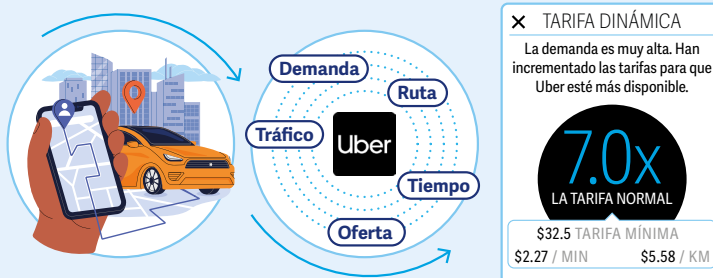 Demanda
Ruta
Tráfico
Uber
Tiempo
Oferta
× TARIFA DINÁMICA
La demanda es muy alta. Han
incrementado las tarifas para que
Uber esté más disponible.
7.0x
LA TARIFA NORMAL
$32.5 TARIFA MÍNIMA
$2.27 / MIN $5.58 / KM